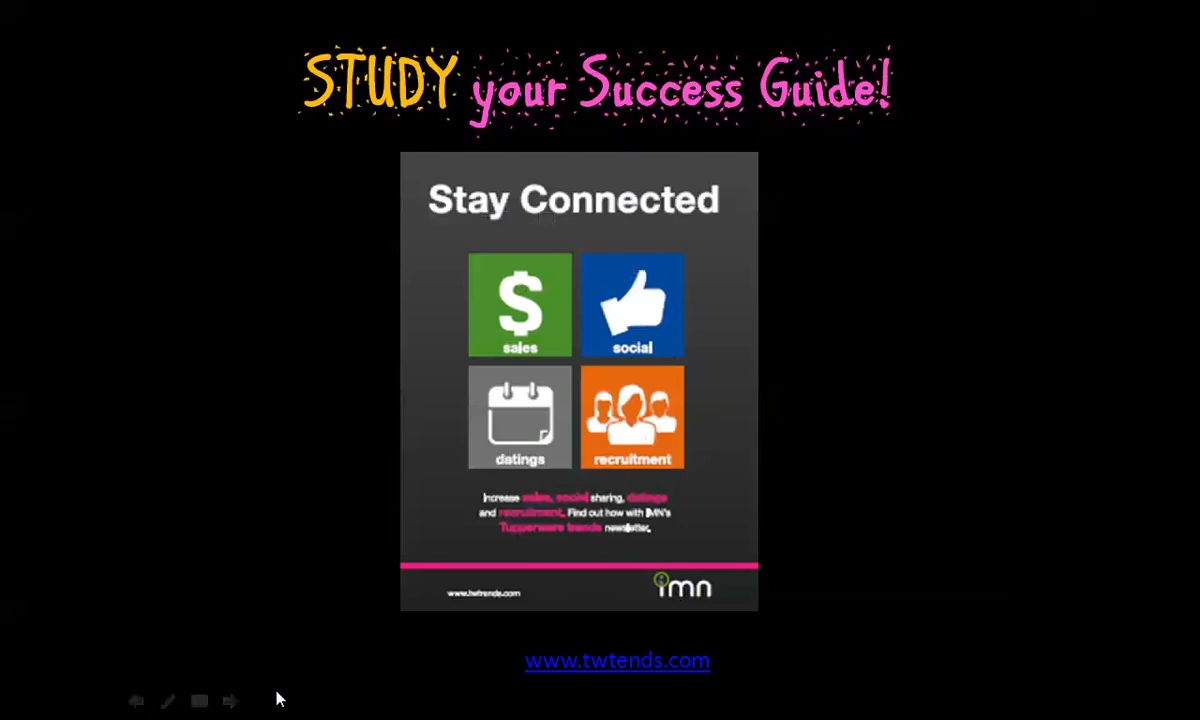 STUDY your Success Guide!
Stay Connected
sales
social
datings
recruitment
Increase sales, social sharing, datings
and recruitment. Find out how with IMN's
Tupperware trends newsletter.
www.twtrends.com
imn
www.twtends.com